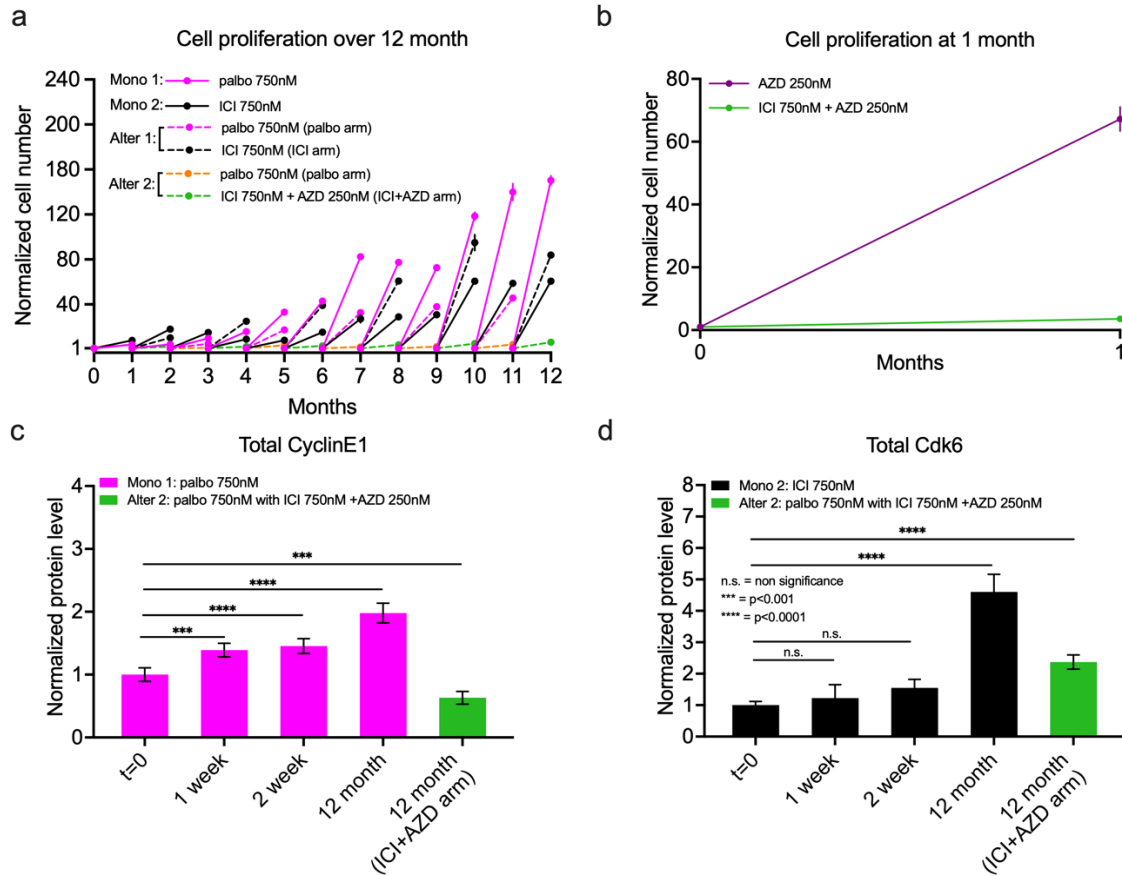 a
Cell proliferation over 12 month
Normalized cell number
240
200
180
120
80
40
1
Mono 1: palbo 750nM
Mono 2: ICI 750nM
Alter 1: palbo 750nM (palbo arm)
ICI 750nM (ICI arm)
Alter 2: palbo 750nM (palbo arm)
ICI 750nM + AZD 250nM (ICI+AZD arm)
0 1 2 3 4 5 6 7 8 9 10 11 12
Months
b
Cell proliferation at 1 month
Normalized cell number
80
60
40
20
0
AZD 250nM
ICI 750nM + AZD 250nM
0 1
Months
c
Total CyclinE1
Normalized protein level
4
3
2
1
0
Mono 1: palbo 750nM
Alter 2: palbo 750nM with ICI 750nM +AZD 250nM
***
****
****
***
t=0
1 week
2 week
12 month
12 month
(ICI+AZD arm)
d
Total Cdk6
Normalized protein level
8
7
6
5
4
3
2
1
0
Mono 2: ICI 750nM
Alter 2: palbo 750nM with ICI 750nM +AZD 250nM
****
****
n.s. = non significance
*** = p<0.001
**** = p<0.0001
n.s.
n.s.
t=0
1 week
2 week
12 month
12 month
(ICI+AZD arm)